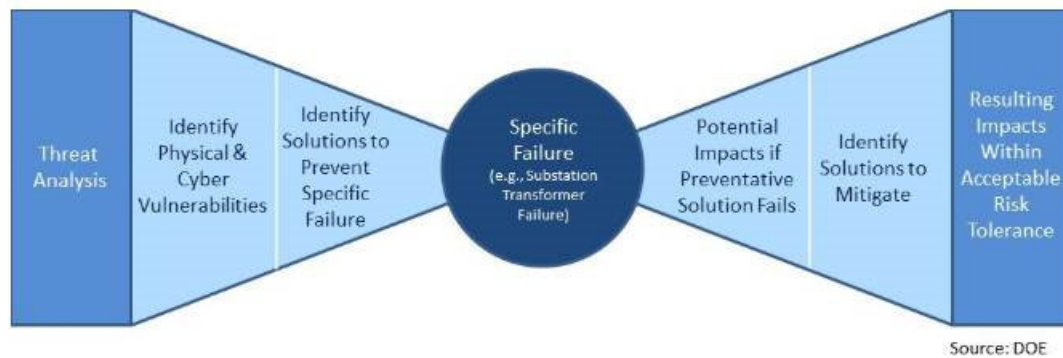 Threat
Analysis
Identify
Physical &
Cyber
Vulnerabilities
Identify
Solutions to
Prevent
Specific
Failure
Specific
Failure
(e.g., Substation
Transformer
Failure)
Potential
Impacts if
Preventative
Solution Fails
Identify
Solutions to
Mitigate
Resulting
Impacts
Within
Acceptable
Risk
Tolerance
Source: DOE